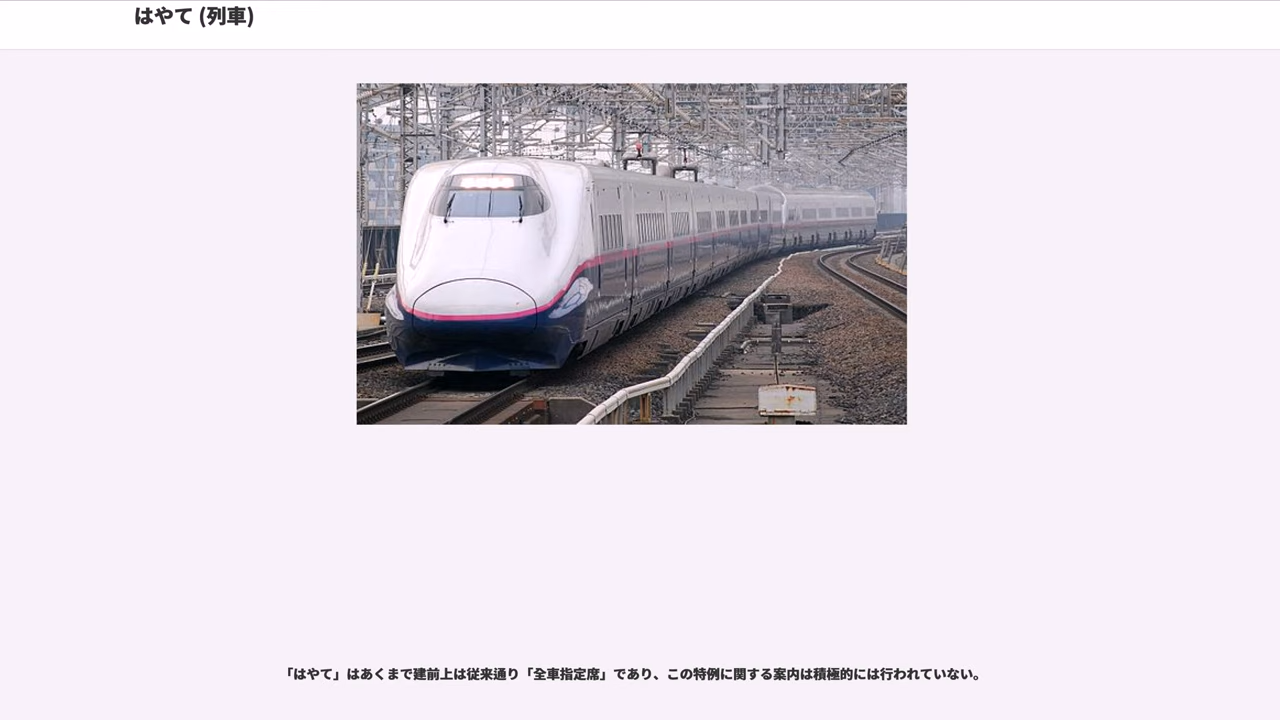 はやて (列車)
「はやて」はあくまで建前上は従来通り「全車指定席」であり、この特例に関する案内は積極的には行われていない。